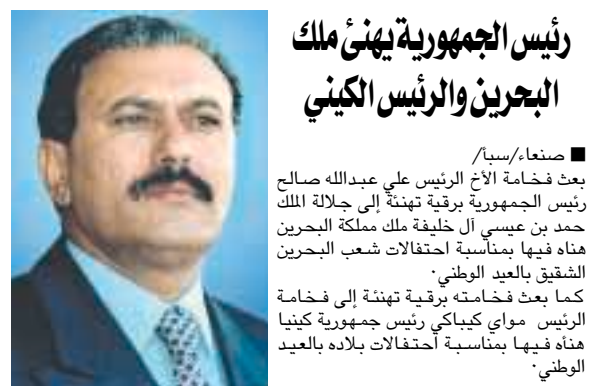 رئيس الجمهورية يهنئ ملك
البحرين والرئيس الكيني
■ صنعاء/سبأ/
بعث فخامة الأخ الرئيس علي عبدالله صالح
رئيس الجمهورية برقية تهنئة إلى جلالة الملك
حمد بن عيسي آل خليفة ملك مملكة البحرين
هناه فيها بمناسبة احتفالات شعب البحرين
الشقيق بالعيد الوطني.
كما بعث فخامته برقية تهنئة إلى فخامة
الرئيس مواي كيباكي رئيس جمهورية كينيا
هنأه فيها بمناسبة احتفالات بلاده بالعيد
الوطني.